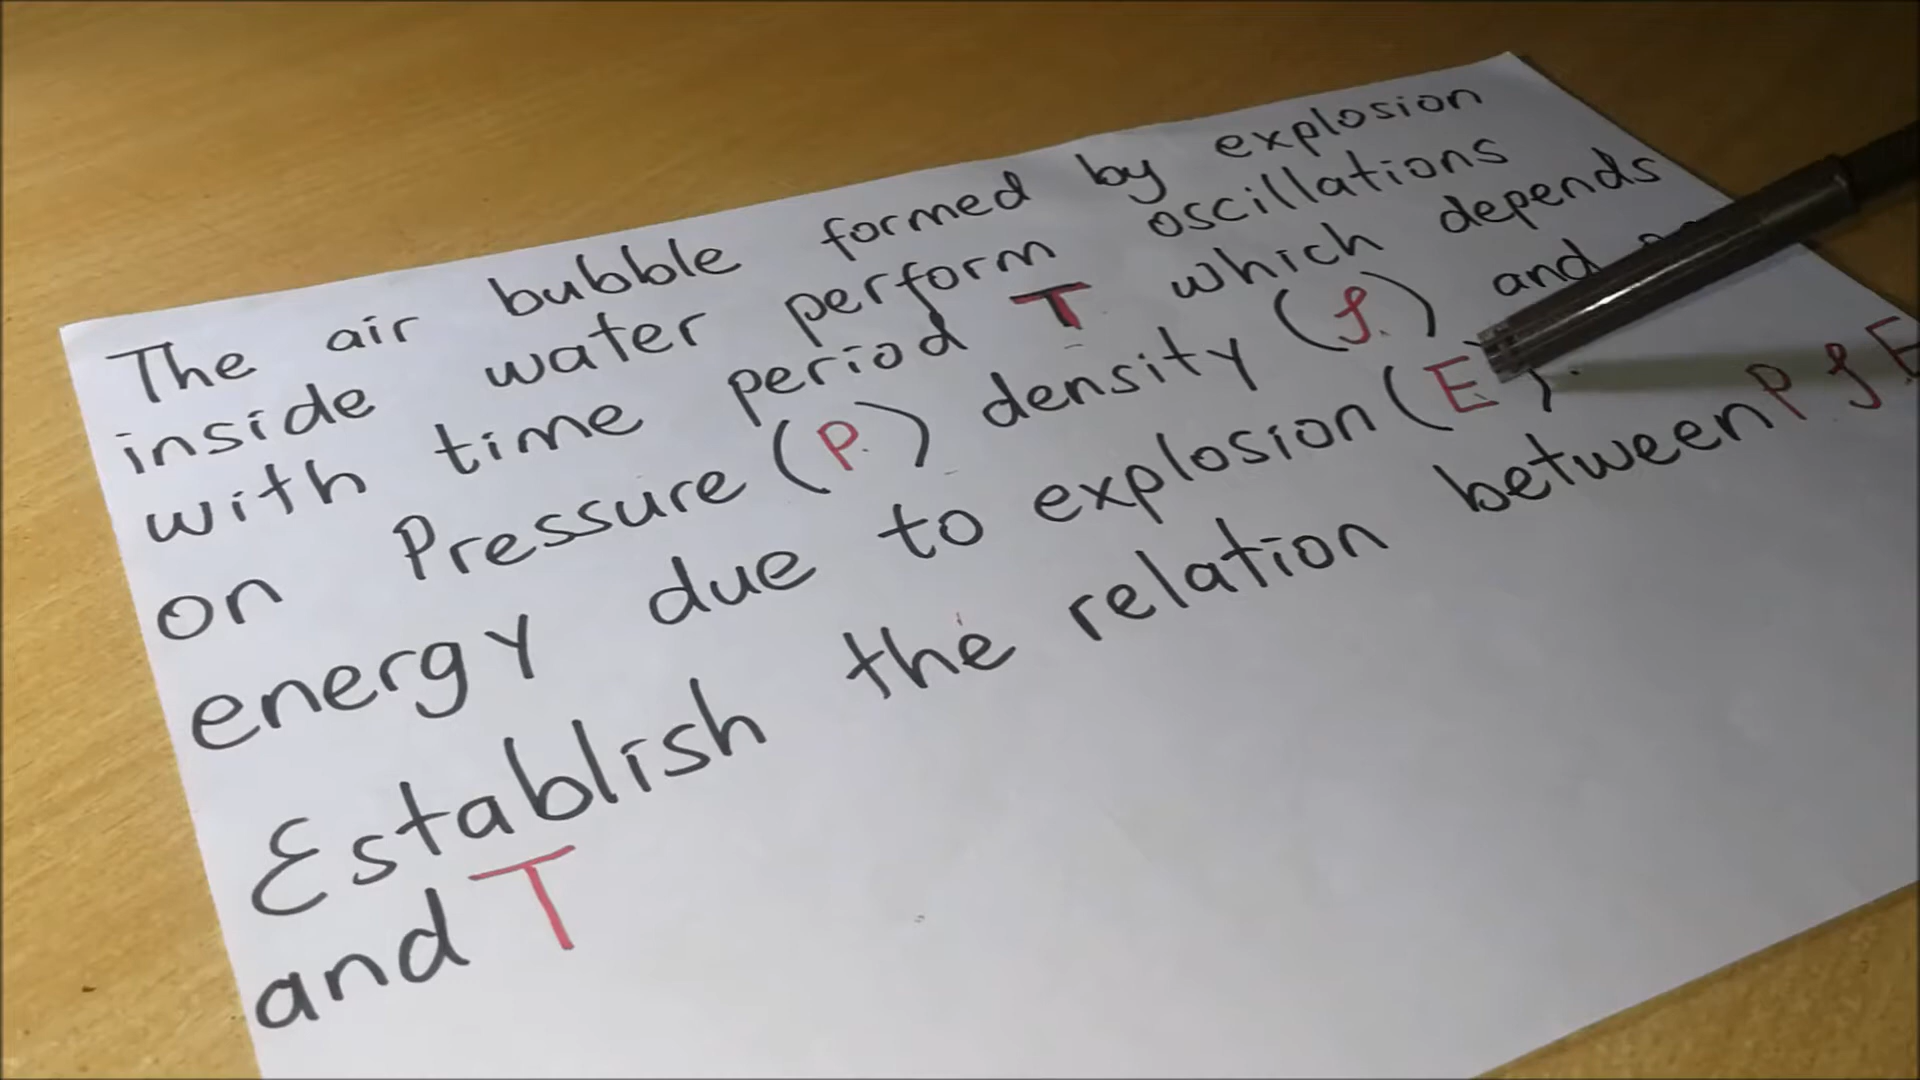 The air bubble formed by explosion
inside water perform oscillations
with time period T which depends
on Pressure (P.) density (ρ.) and
energy due to explosion (E).
Establish the relation between P ρ E
and T